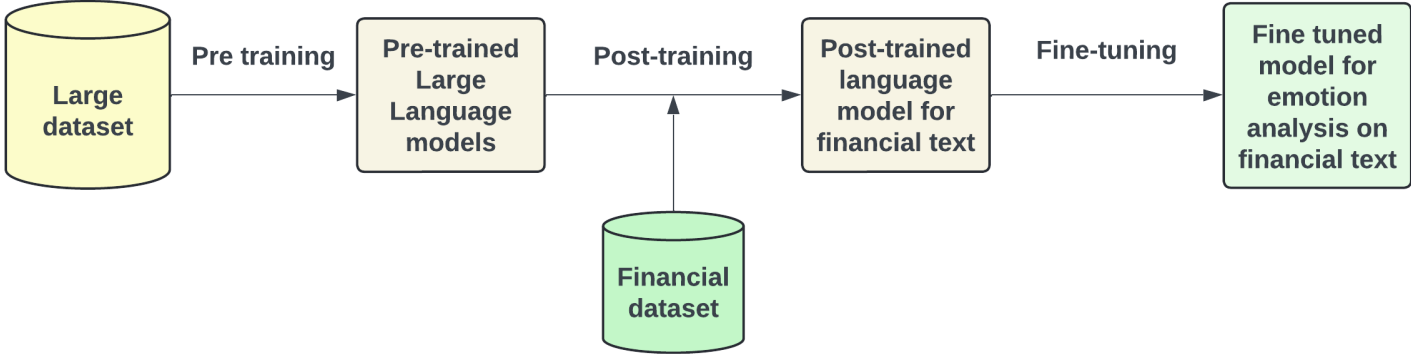 Large
dataset
Pre training
Pre-trained
Large
Language
models
Post-training
Financial
dataset
Post-trained
language
model for
financial text
Fine-tuning
Fine tuned
model for
emotion
analysis on
financial text